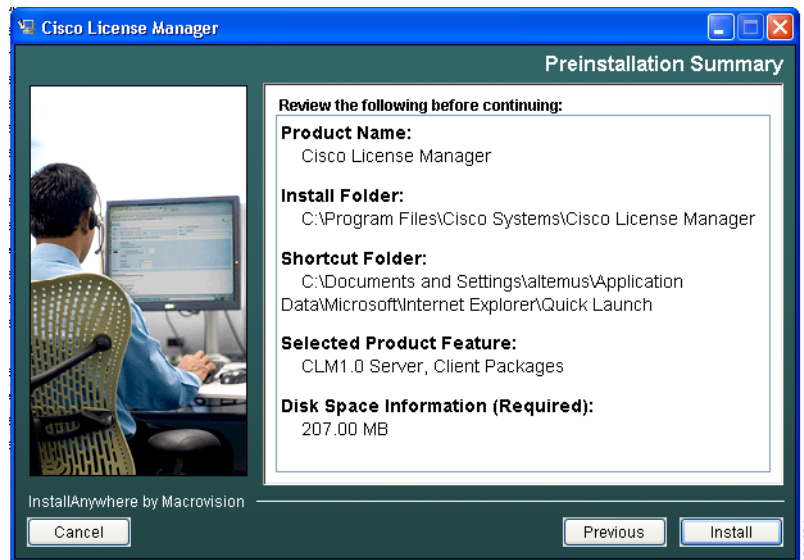 Cisco License Manager
Preinstallation Summary
Review the following before continuing:
Product Name:
Cisco License Manager
Install Folder:
C:\Program Files\Cisco Systems\Cisco License Manager
Shortcut Folder:
C:\Documents and Settings\altemus\Application
Data\Microsoft\Internet Explorer\Quick Launch
Selected Product Feature:
CLM1.0 Server, Client Packages
Disk Space Information (Required):
207.00 MB
InstallAnywhere by Macrovision
Cancel
Previous
Install